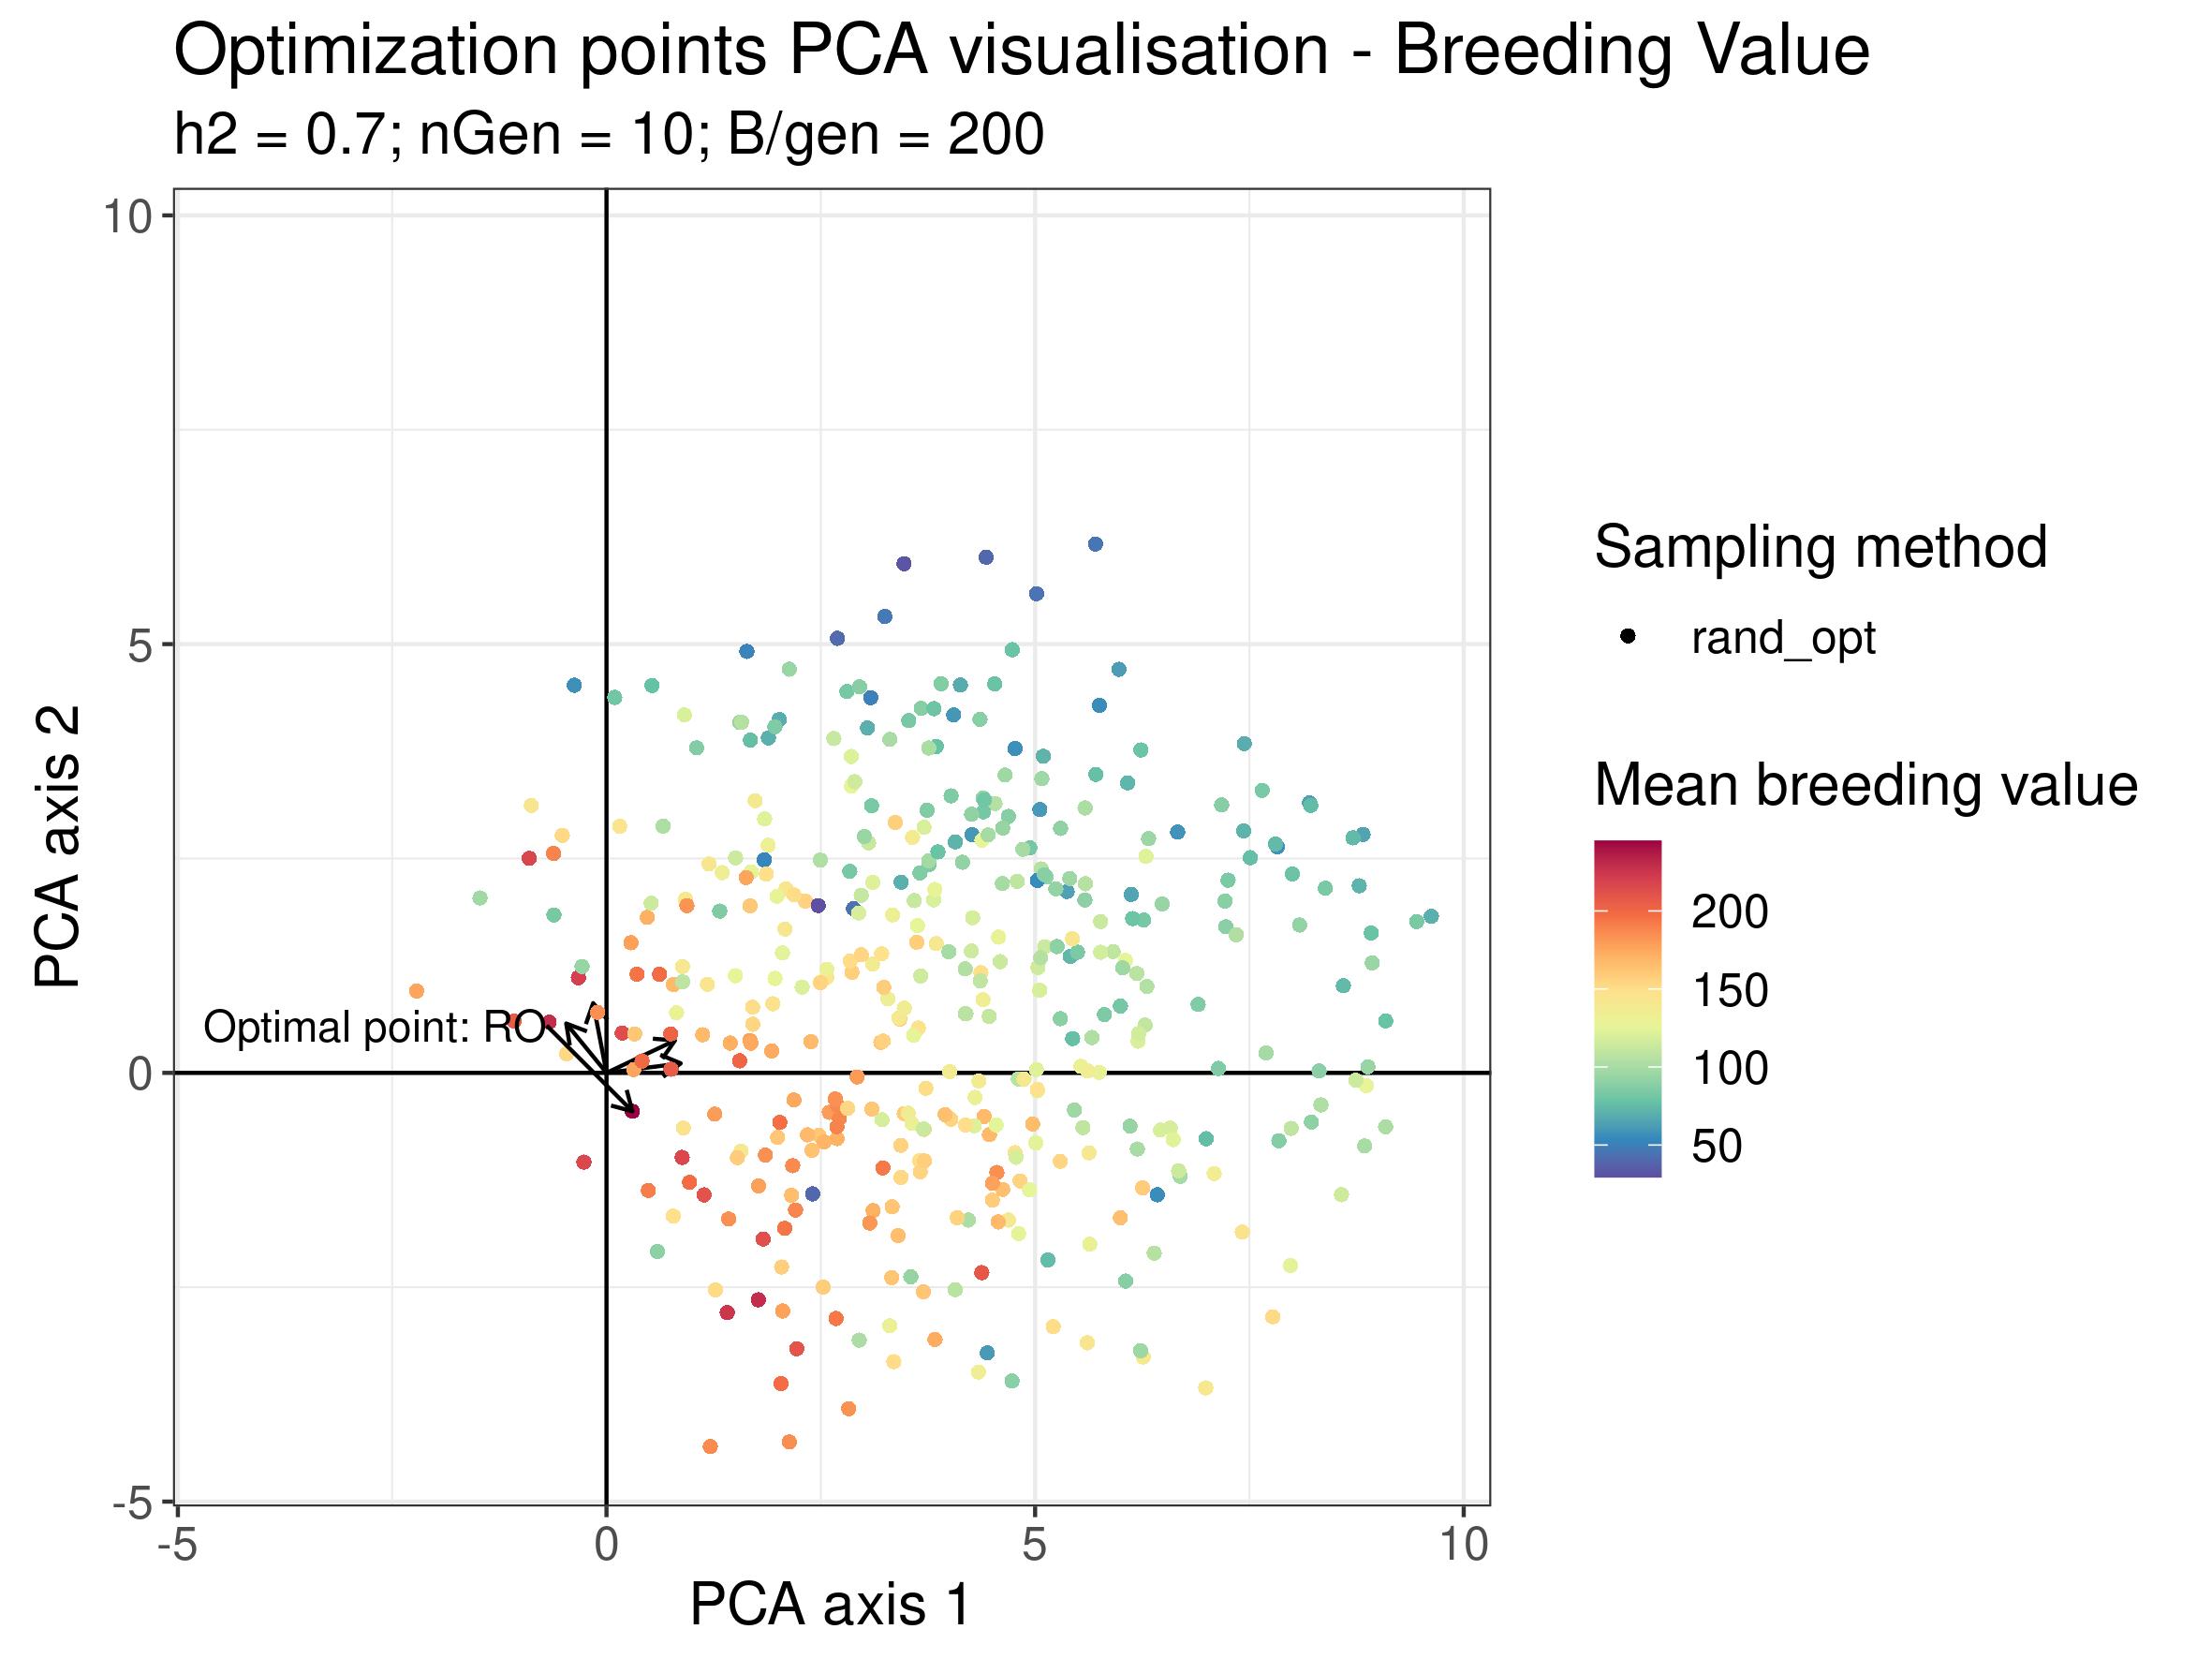 Optimization points PCA visualisation - Breeding Value
h2 = 0.7; nGen = 10; B/gen = 200
10
5
0
-5
PCA axis 2
Optimal point: RO
-5
0
5
10
PCA axis 1
Sampling method
rand_opt
Mean breeding value
200
150
100
50